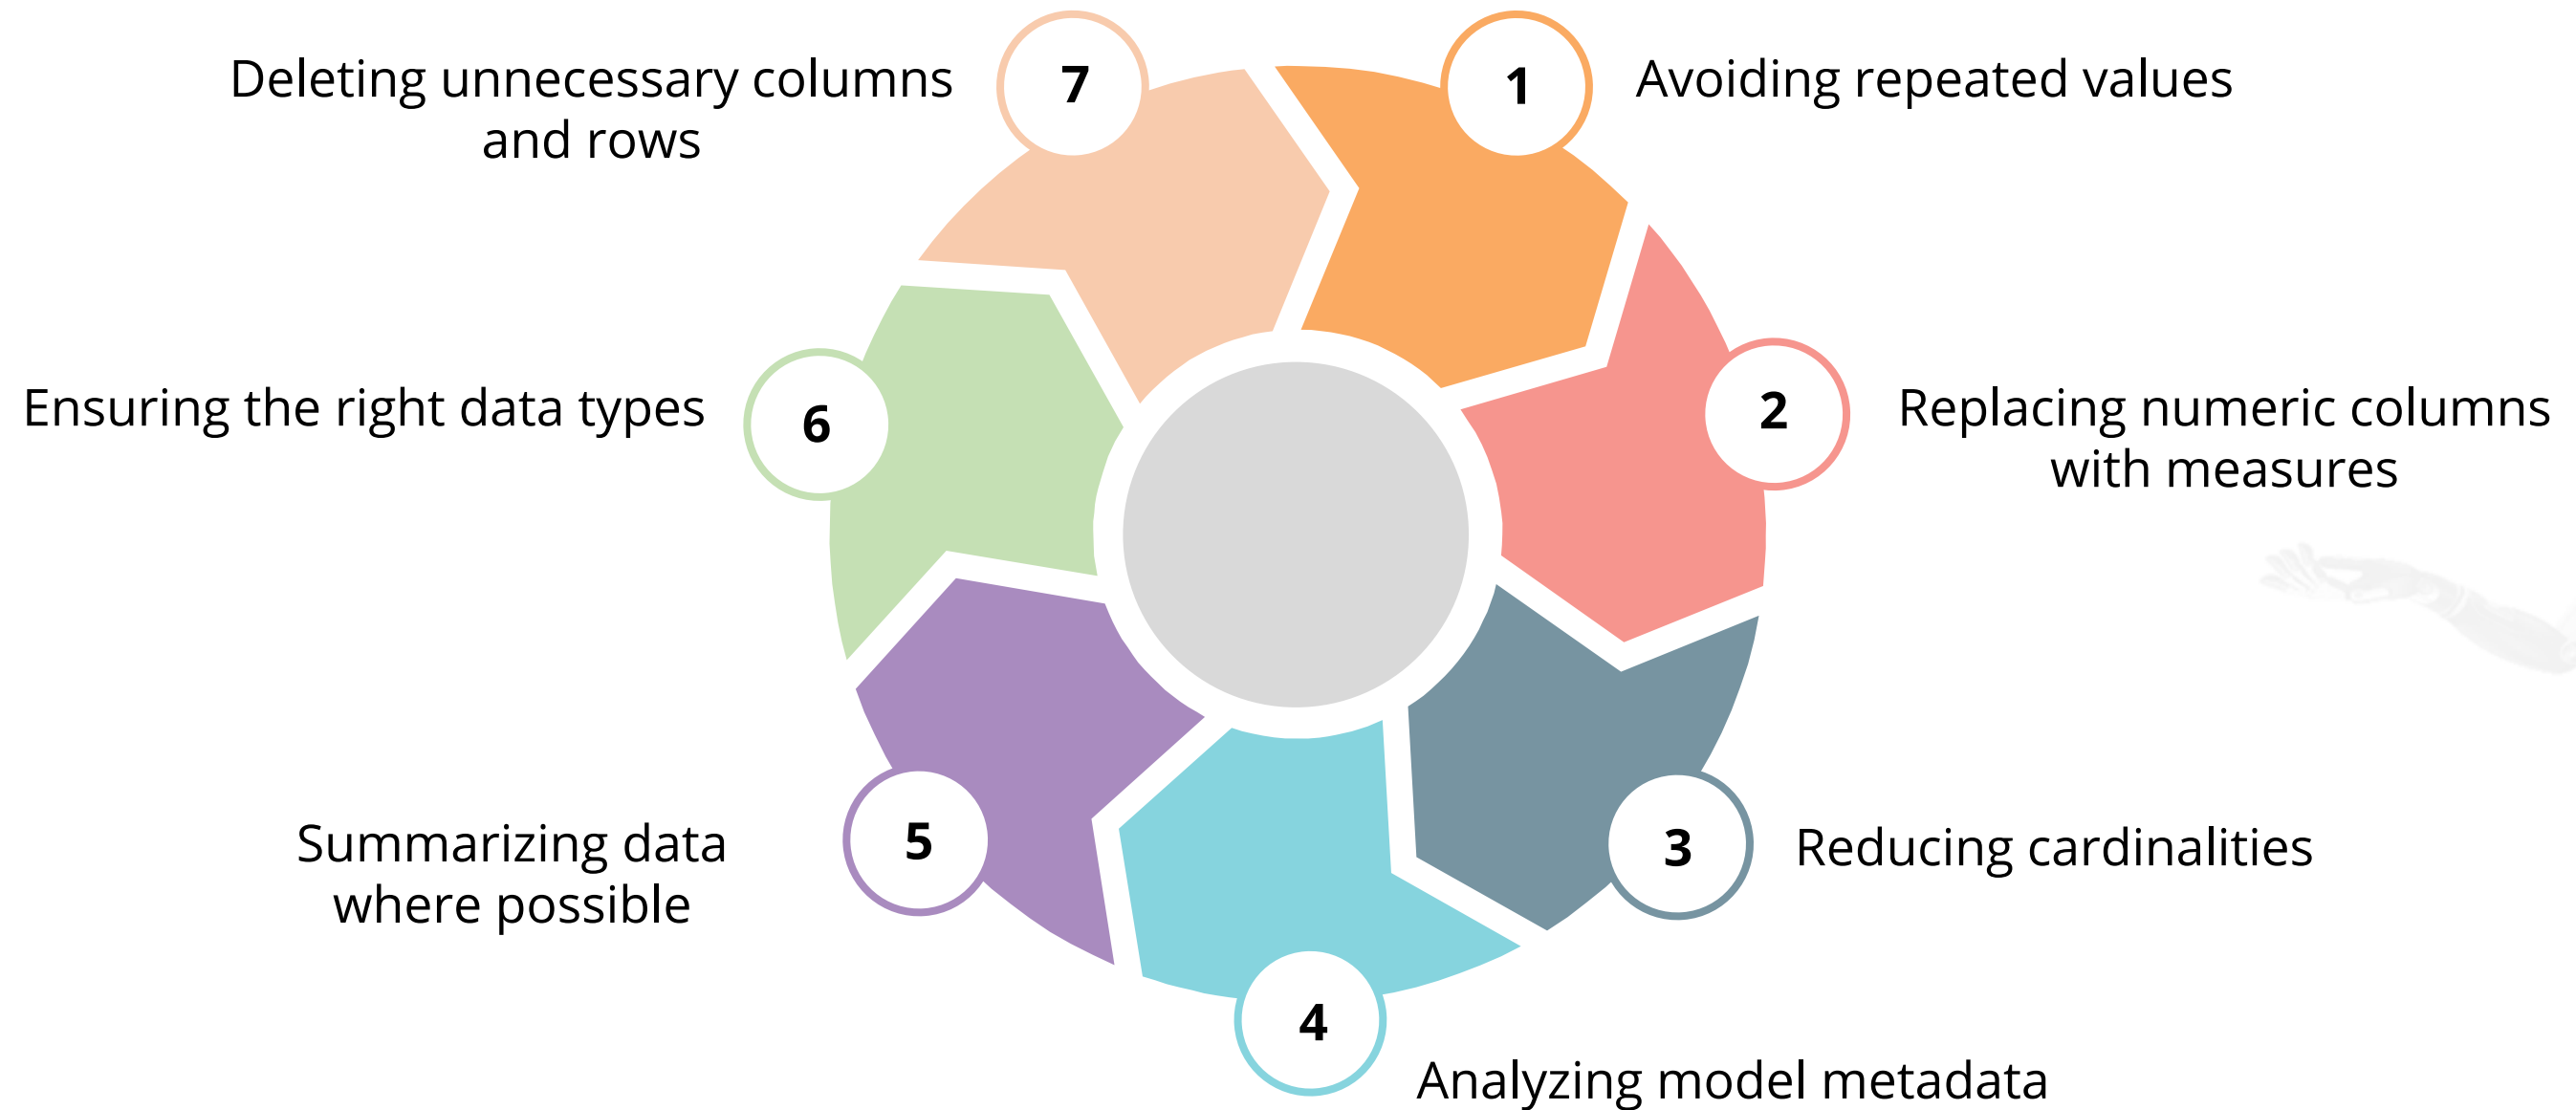 1
Avoiding repeated values
2
Replacing numeric columns
with measures
3
Reducing cardinalities
4
Analyzing model metadata
5
Summarizing data
where possible
6
Ensuring the right data types
7
Deleting unnecessary columns
and rows